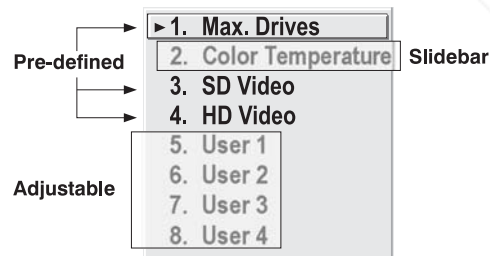 1. Max. Drives
Pre-defined
2. Color Temperature
Slidebar
3. SD Video
4. HD Video
5. User 1
Adjustable
6. User 2
7. User 3
8. User 4